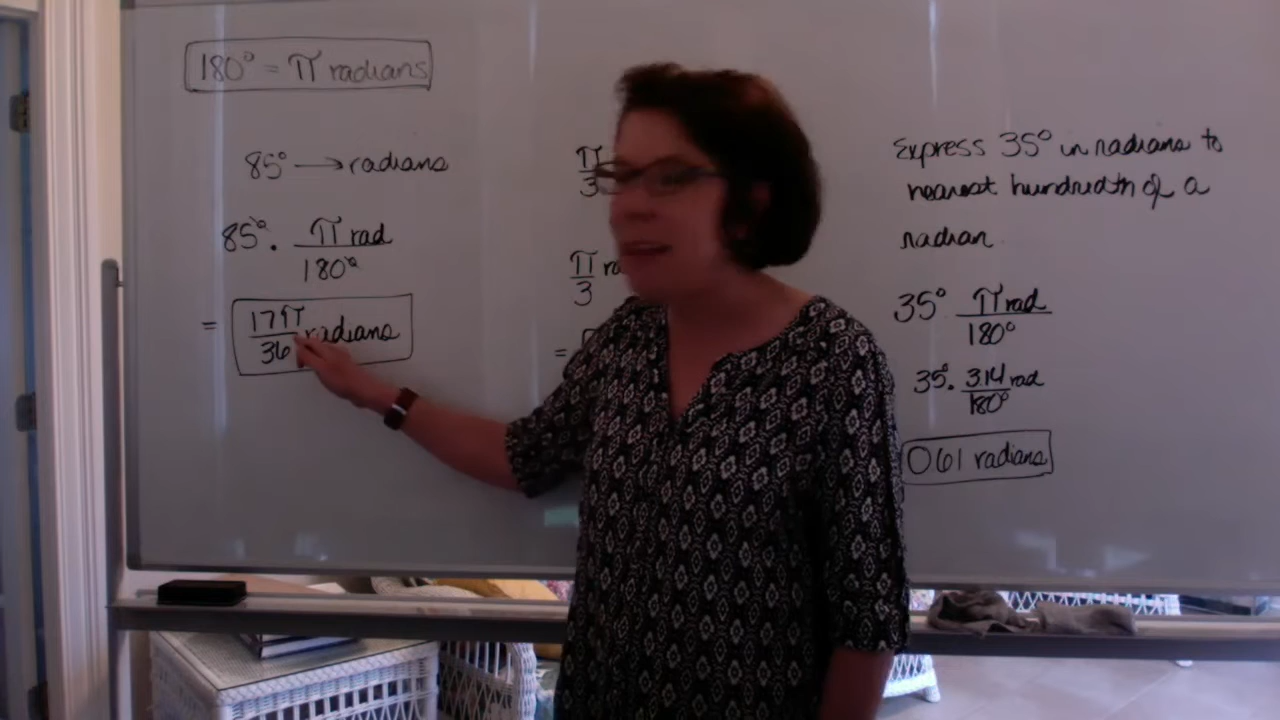 180° = π radians
85° → radians
85° · π rad
180°
= 17π radians
36
π
3
π
3
=
Express 35° in radians to
nearest hundredth of a
radian
35° π rad
180°
35° · 3.14 rad
180°
0.61 radians